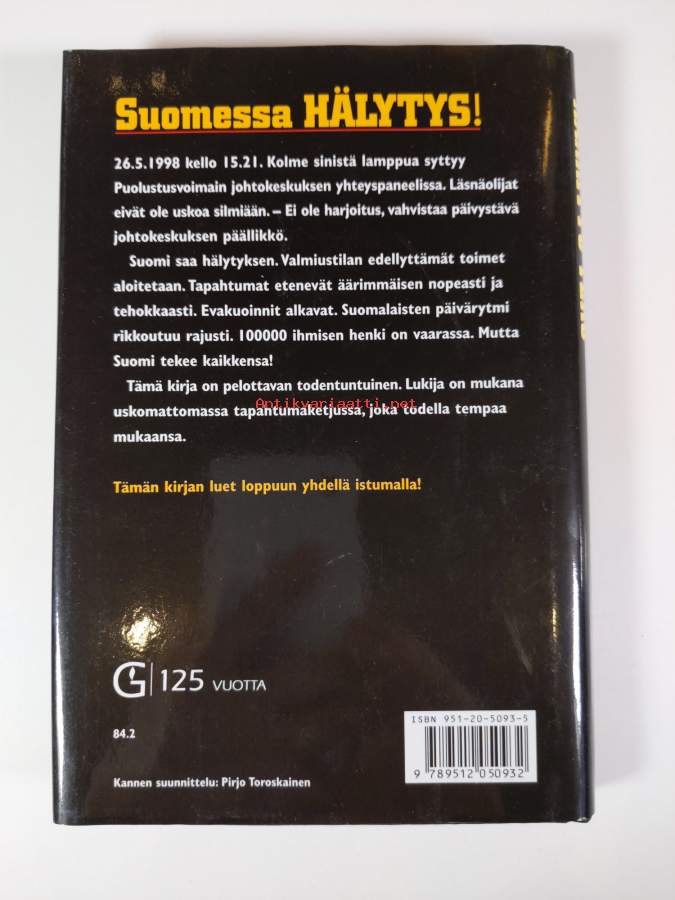 Suomessa HÄLYTYS!
26.5.1998 kello 15.21. Kolme sinistä lamppua syttyy
Puolustusvoimain johtokeskuksen yhteyspaneelissa. Läsnäolijat
eivät ole uskoa silmiään. – Ei ole harjoitus, vahvistaa päivystävä
johtokeskuksen päällikkö.
Suomi saa hälytyksen. Valmiustilan edellyttämät toimet
aloitetaan. Tapahtumat etenevät äärimmäisen nopeasti ja
tehokkaasti. Evakuoinnit alkavat. Suomalaisten päivärytmi
rikkoutuu rajusti. 100000 ihmisen henki on vaarassa. Mutta
Suomi tekee kaikkensa!
Tämä kirja on pelottavan todentuntuinen. Lukija on mukana
Antikvariaatti.net
uskomattomassa tapantumaketjussa, joka todella tempaa
mukaansa.
Tämän kirjan luet loppuun yhdellä istumalla!
G 125 VUOTTA
ISBN 951-20-5093-5
84.2
9 789512 050932
Kannen suunnittelu: Pirjo Toroskainen